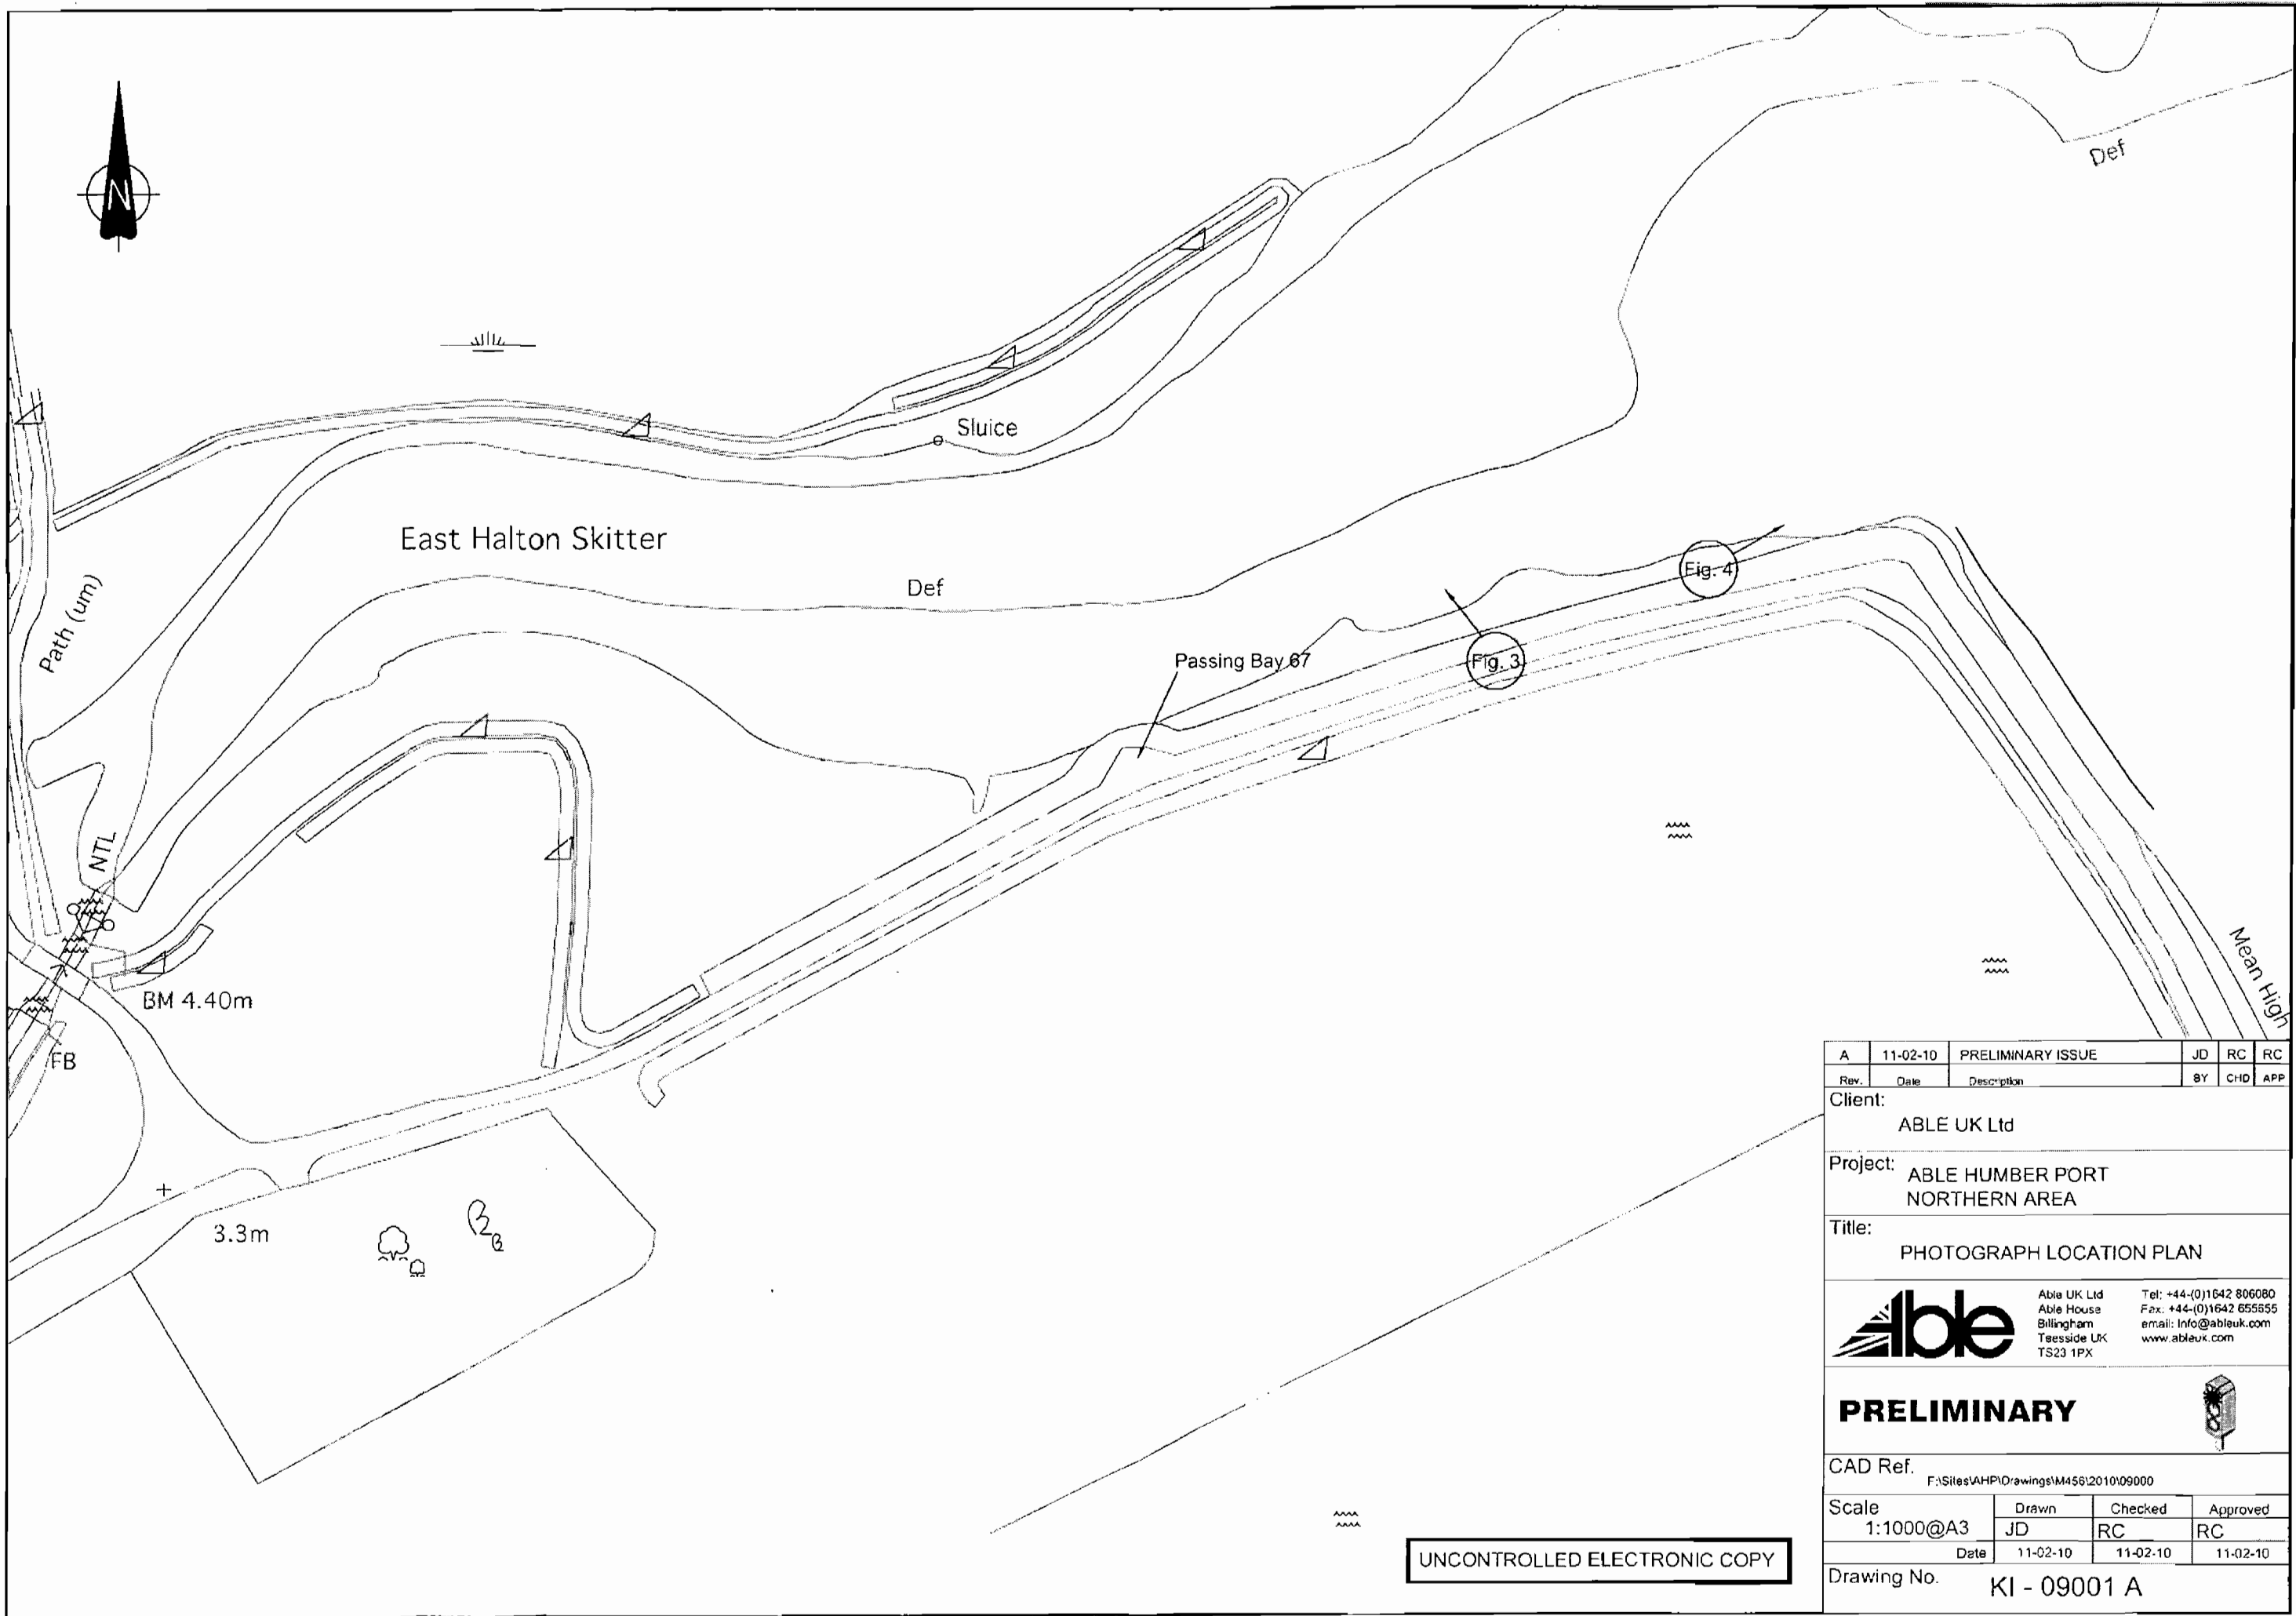 N
Def
Sluice
East Halton Skitter
Def
Fig. 4
Path (um)
Passing Bay 67
Fig. 3
NTL
Mean High
BM 4.40m
FB
3.3m
A 11-02-10 PRELIMINARY ISSUE JD RC RC
Rev. Date Description BY CHD APP
Client:
ABLE UK Ltd
Project:
ABLE HUMBER PORT
NORTHERN AREA
Title:
PHOTOGRAPH LOCATION PLAN
Able
Able UK Ltd Tel: +44-(0)1642 806080
Able House Fax: +44-(0)1642 655655
Billingham email: Info@ableuk.com
Teesside UK www.ableuk.com
TS23 1PX
PRELIMINARY
CAD Ref.
F:\Sites\AHP\Drawings\M456\2010\09000
Scale Drawn Checked Approved
1:1000@A3 JD RC RC
Date 11-02-10 11-02-10 11-02-10
Drawing No. KI - 09001 A
UNCONTROLLED ELECTRONIC COPY